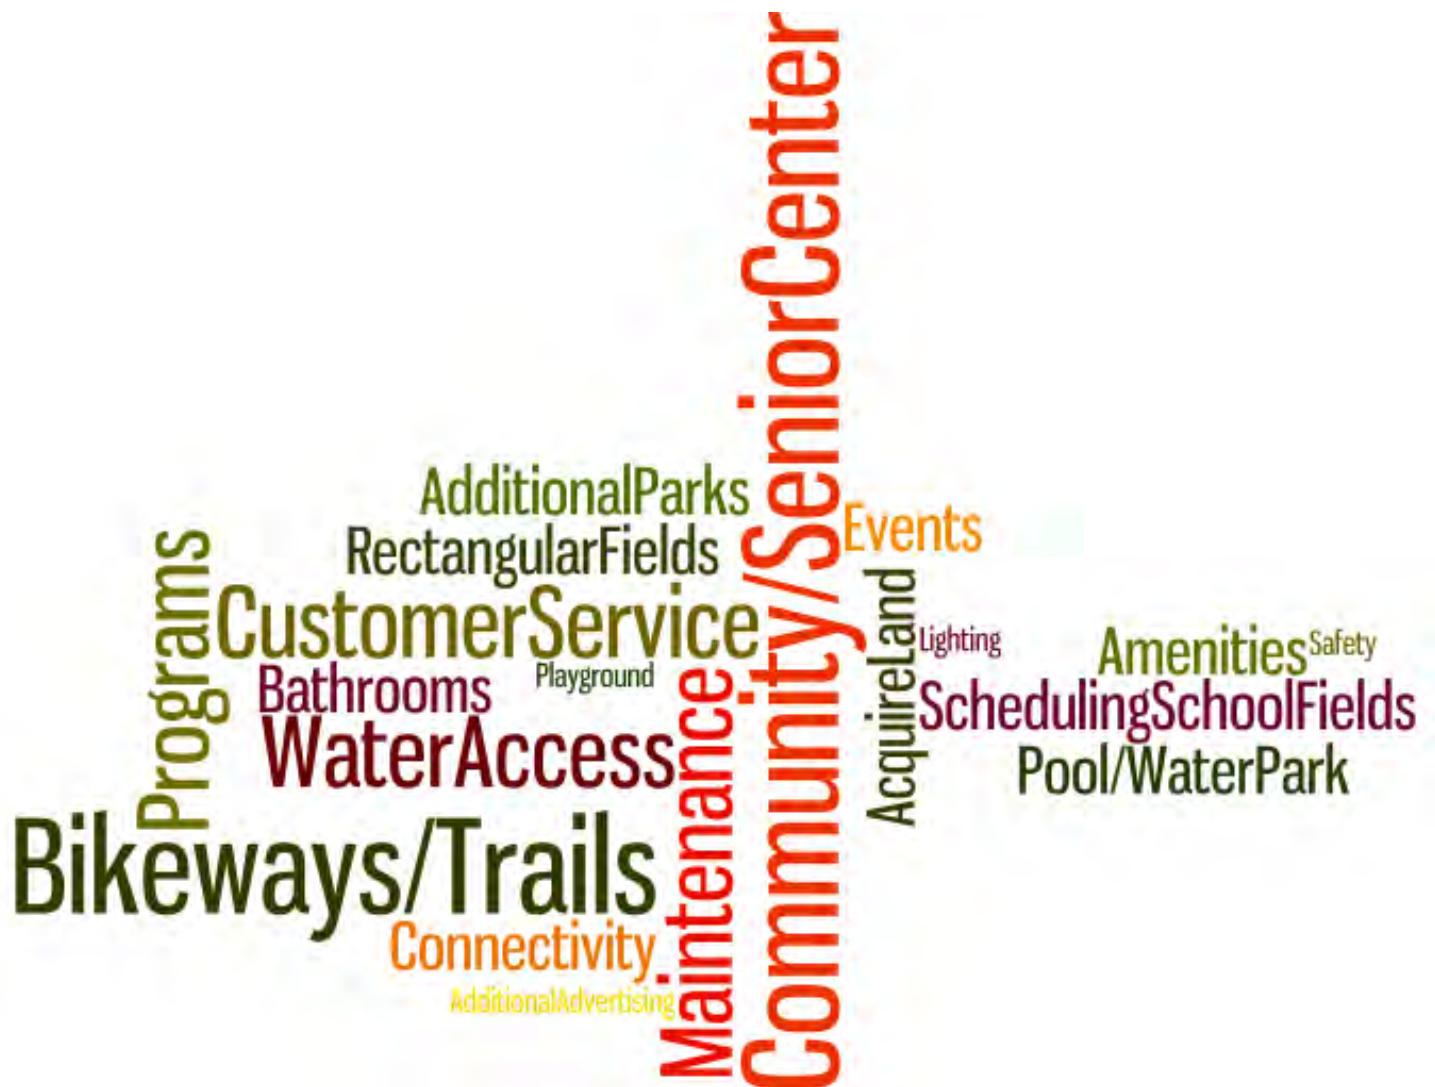 Community/SeniorCenter
AdditionalParks
Events
RectangularFields
Programs
CustomerService
AcquireLand
Lighting
Amenities
Safety
Bathrooms
Playground
SchedulingSchoolFields
WaterAccess
Maintenance
Pool/WaterPark
Bikeways/Trails
Connectivity
AdditionalAdvertising